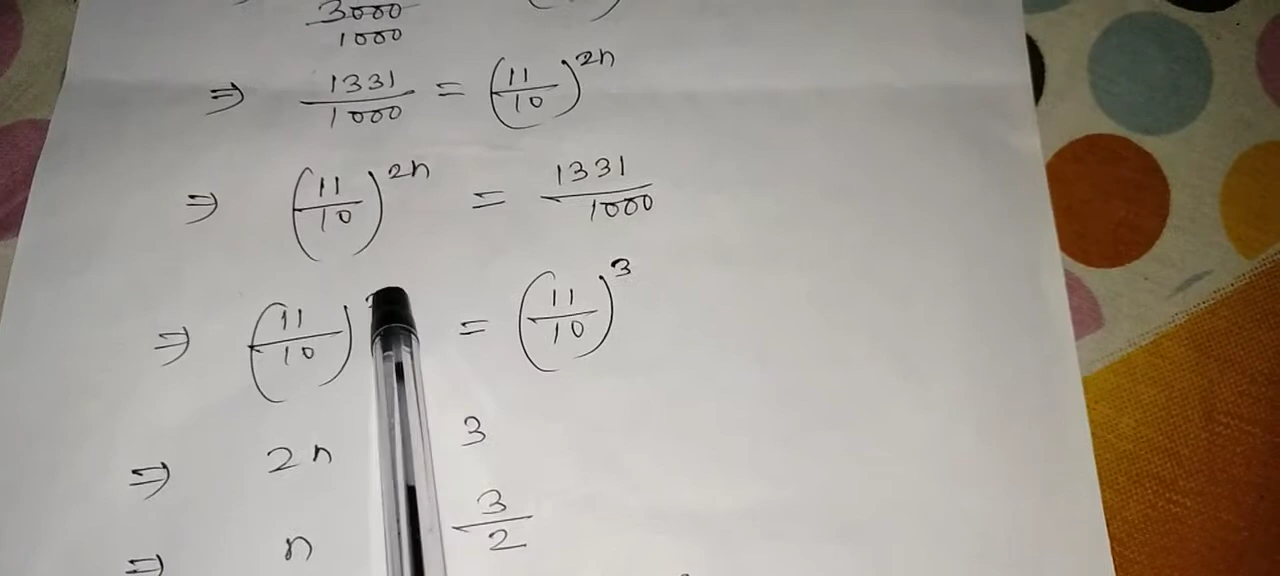 3000
1000
⇒ 1331/1000 = (11/10)^2n
⇒ (11/10)^2n = 1331/1000
⇒ (11/10) = (11/10)^3
⇒ 2n 3
⇒ n 3/2